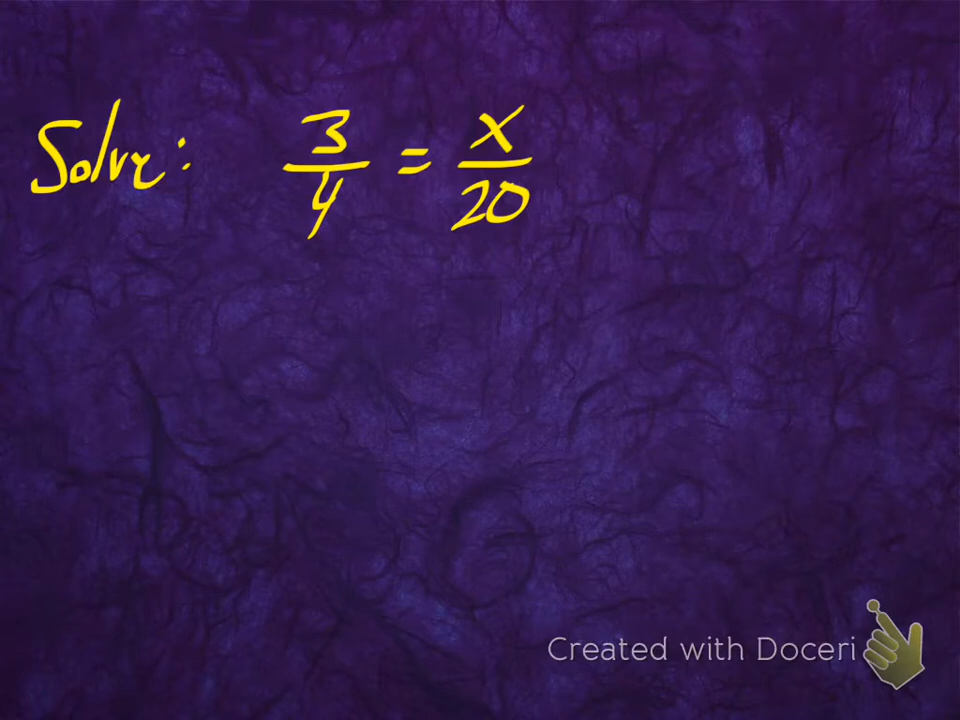 Solve: 3/4 = x/20
Created with Doceri